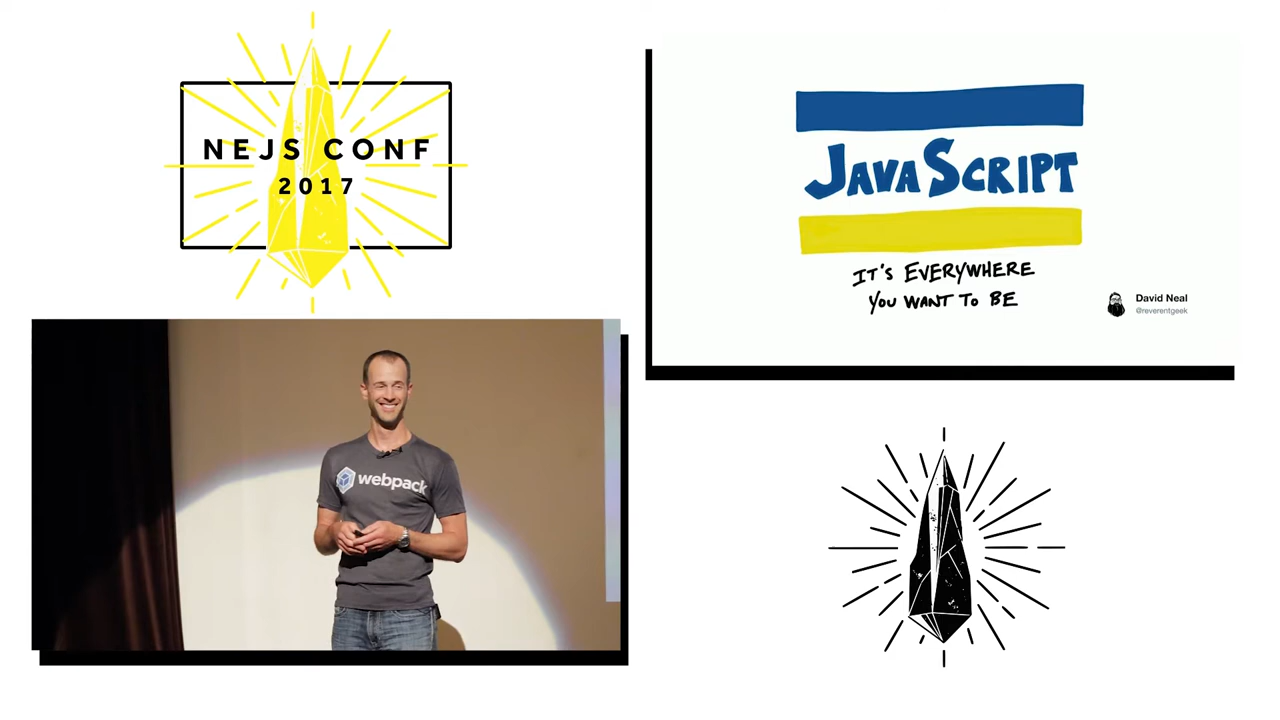 NEJS CONF
2017
JAVASCRIPT
IT'S EVERYWHERE
YOU WANT TO BE
David Neal
@reverentgeek
webpack